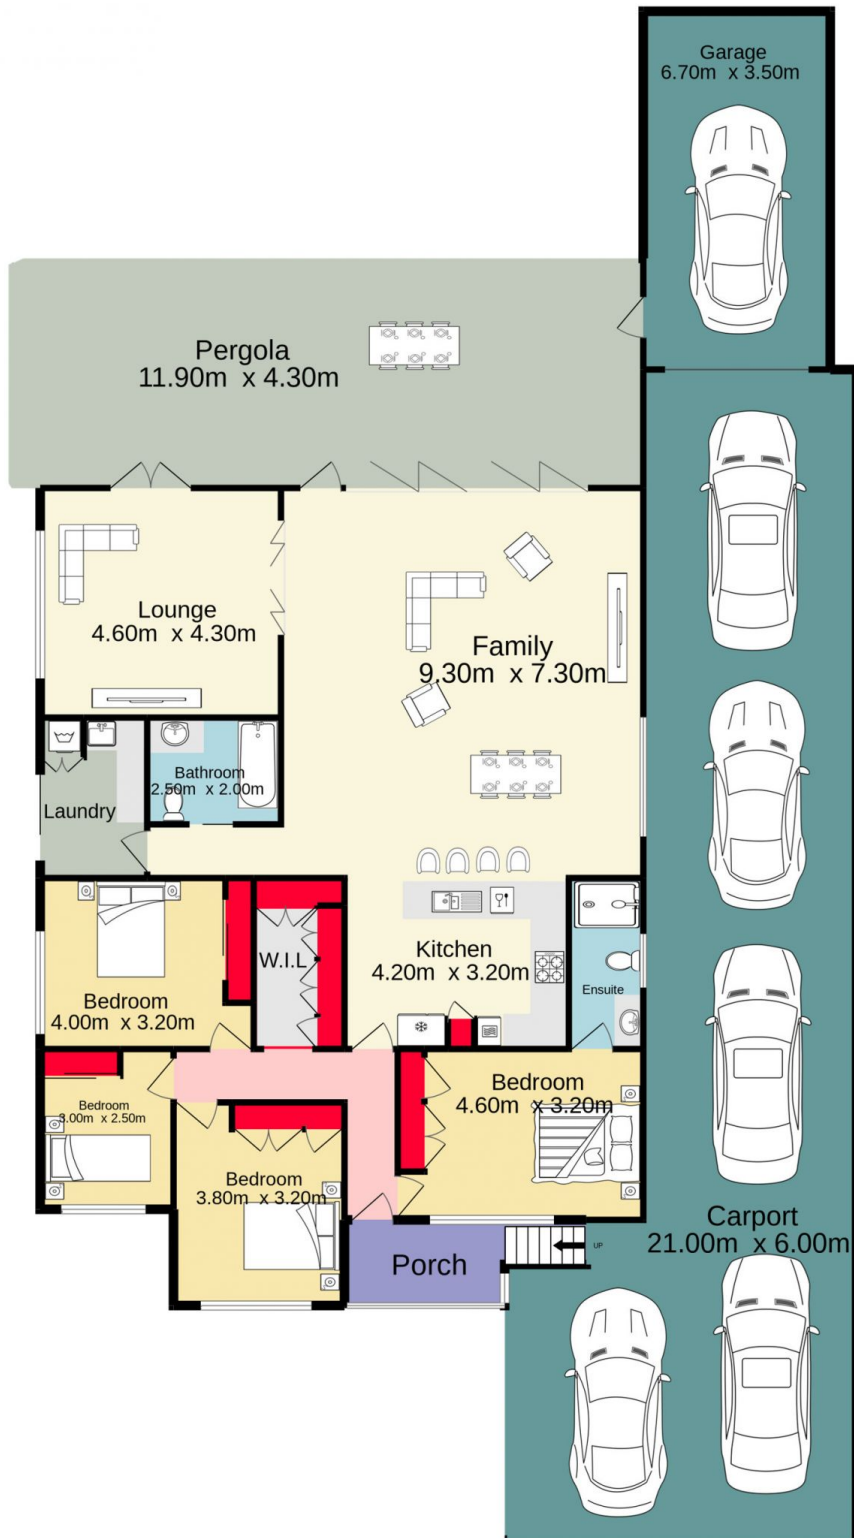 Garage
6.70m x 3.50m
Pergola
11.90m x 4.30m
Lounge
4.60m x 4.30m
Family
9.30m x 7.30m
Bathroom
2.50m x 2.00m
Laundry
Kitchen
4.20m x 3.20m
W.I.L
Ensuite
Bedroom
4.00m x 3.20m
Bedroom
4.60m x 3.20m
Bedroom
3.00m x 2.50m
Bedroom
3.80m x 3.20m
Carport
21.00m x 6.00m
Porch
UP